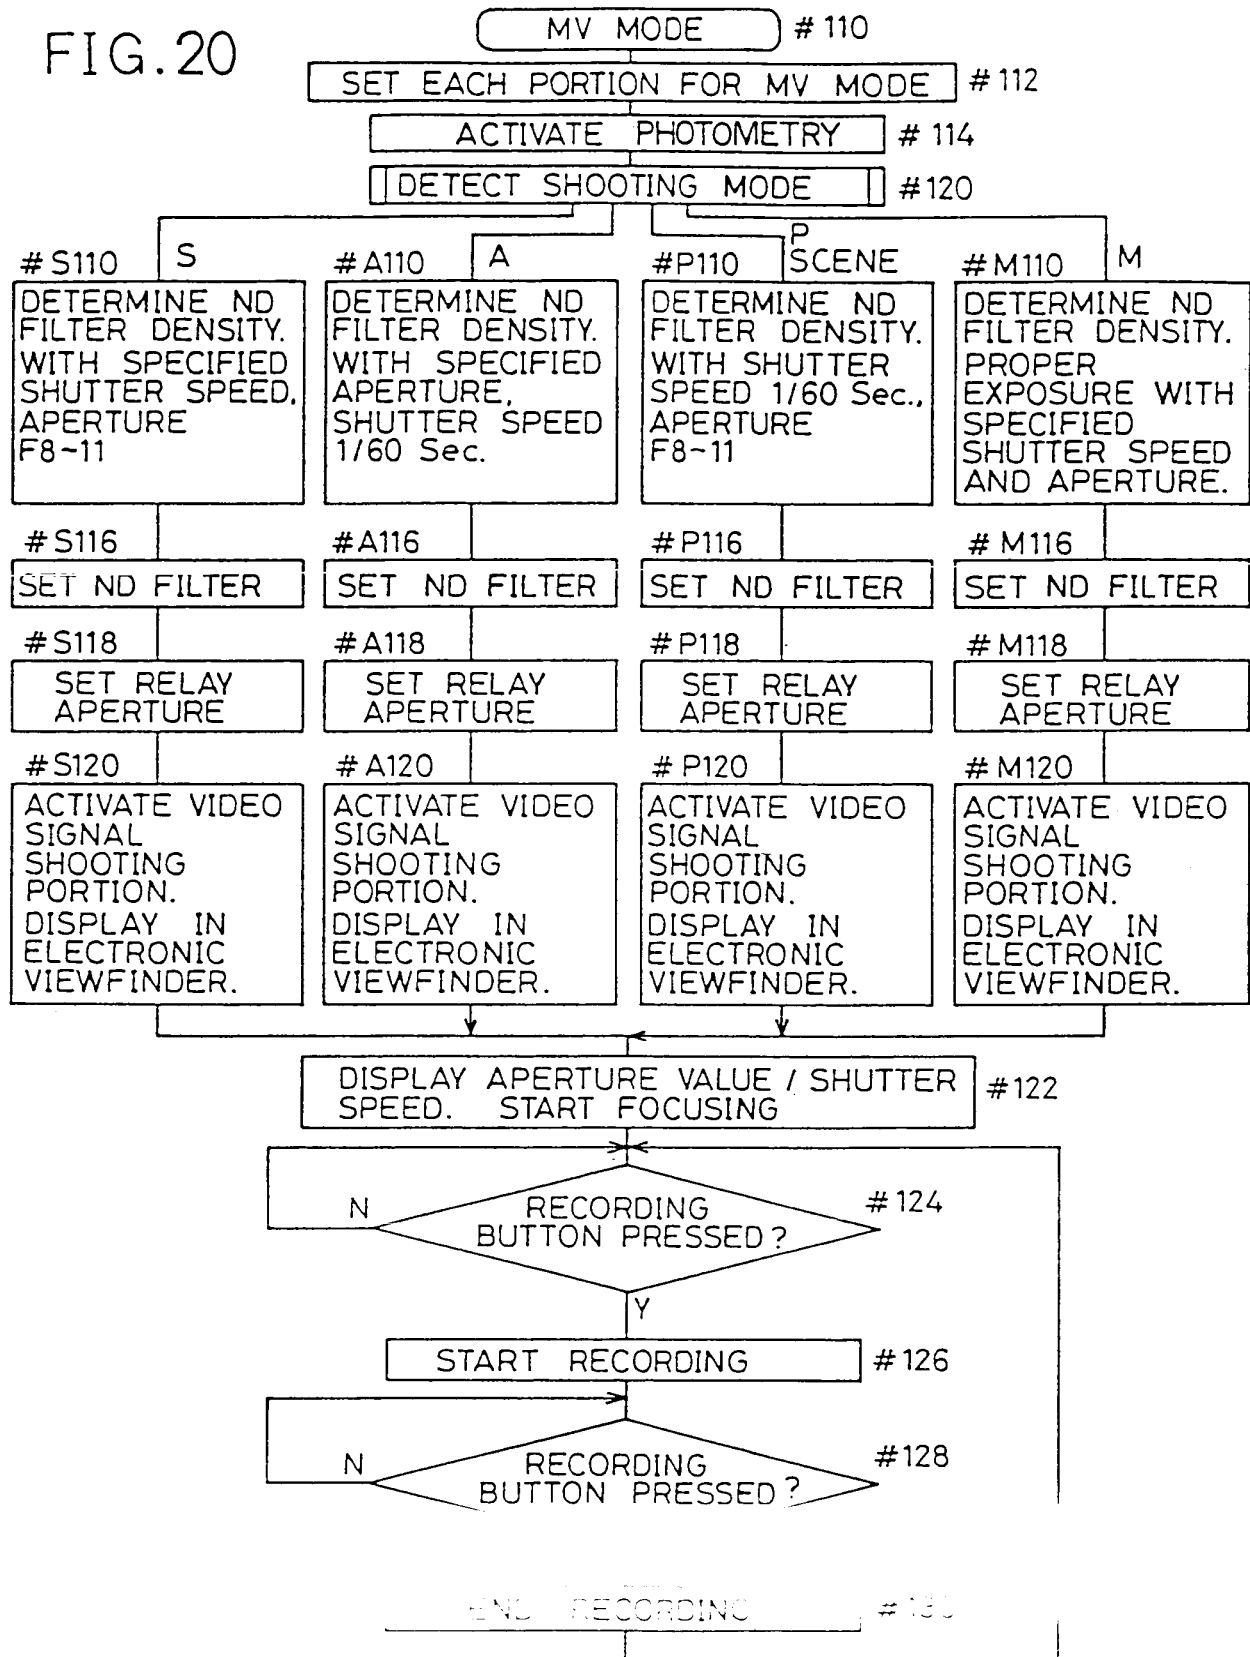 FIG.20
MV MODE #110
SET EACH PORTION FOR MV MODE #112
ACTIVATE PHOTOMETRY #114
DETECT SHOOTING MODE #120
#S110 S
DETERMINE ND
FILTER DENSITY.
WITH SPECIFIED
SHUTTER SPEED,
APERTURE
F8~11
#A110 A
DETERMINE ND
FILTER DENSITY.
WITH SPECIFIED
APERTURE,
SHUTTER SPEED
1/60 Sec.
#P110 P
SCENE
DETERMINE ND
FILTER DENSITY.
WITH SHUTTER
SPEED 1/60 Sec.,
APERTURE
F8~11
#M110 M
DETERMINE ND
FILTER DENSITY.
PROPER
EXPOSURE WITH
SPECIFIED
SHUTTER SPEED
AND APERTURE.
#S116
SET ND FILTER
#A116
SET ND FILTER
#P116
SET ND FILTER
#M116
SET ND FILTER
#S118
SET RELAY
APERTURE
#A118
SET RELAY
APERTURE
#P118
SET RELAY
APERTURE
#M118
SET RELAY
APERTURE
#S120
ACTIVATE VIDEO
SIGNAL
SHOOTING
PORTION.
DISPLAY IN
ELECTRONIC
VIEWFINDER.
#A120
ACTIVATE VIDEO
SIGNAL
SHOOTING
PORTION.
DISPLAY IN
ELECTRONIC
VIEWFINDER.
#P120
ACTIVATE VIDEO
SIGNAL
SHOOTING
PORTION.
DISPLAY IN
ELECTRONIC
VIEWFINDER.
#M120
ACTIVATE VIDEO
SIGNAL
SHOOTING
PORTION.
DISPLAY IN
ELECTRONIC
VIEWFINDER.
DISPLAY APERTURE VALUE / SHUTTER #122
SPEED. START FOCUSING
N RECORDING #124
BUTTON PRESSED?
Y
START RECORDING #126
N RECORDING #128
BUTTON PRESSED?
END RECORDING #130